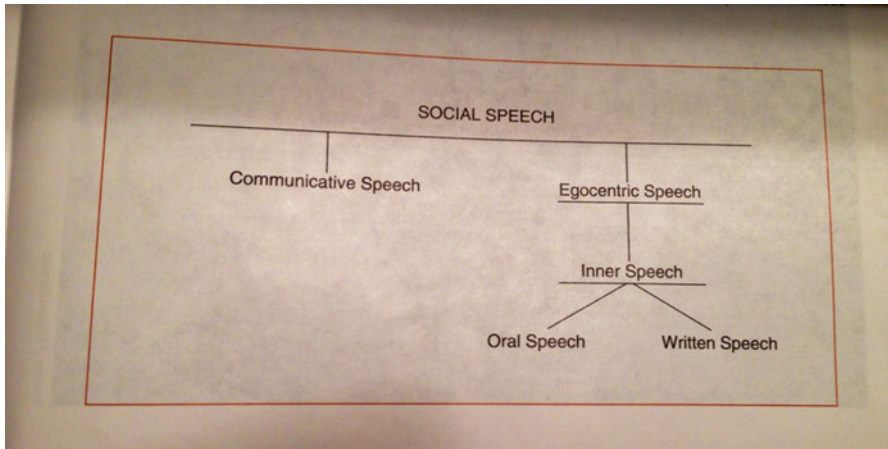 SOCIAL SPEECH
Communicative Speech
Egocentric Speech
Inner Speech
Oral Speech
Written Speech